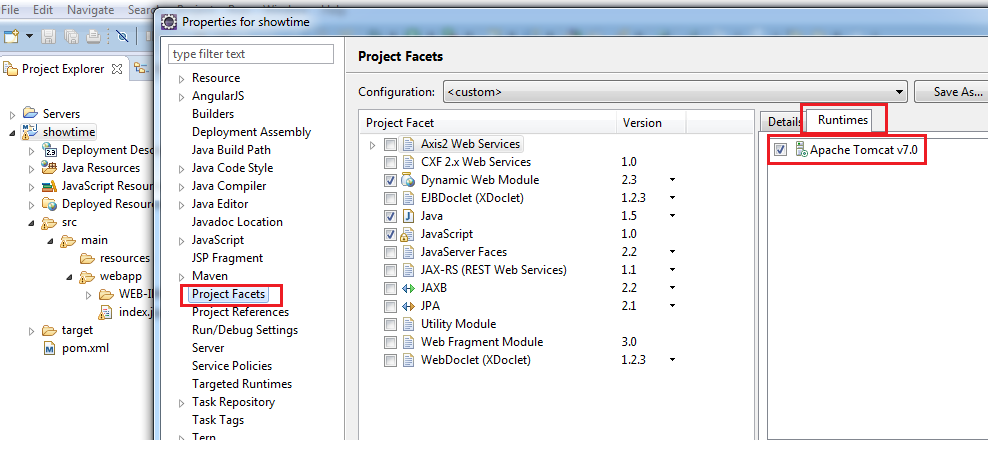 File Edit Navigate Search
Properties for showtime
Project Explorer
type filter text
Servers
showtime
Deployment Desc
Java Resources
JavaScript Resour
Deployed Resour
src
main
resources
webapp
WEB-IN
index.j
target
pom.xml
Resource
AngularJS
Builders
Deployment Assembly
Java Build Path
Java Code Style
Java Compiler
Java Editor
Javadoc Location
JavaScript
JSP Fragment
Maven
Project Facets
Project References
Run/Debug Settings
Server
Service Policies
Targeted Runtimes
Task Repository
Task Tags
Tern
Project Facets
Configuration: <custom> Save As...
Project Facet Version
Axis2 Web Services
CXF 2.x Web Services 1.0
Dynamic Web Module 2.3
EJBDoclet (XDoclet) 1.2.3
Java 1.5
JavaScript 1.0
JavaServer Faces 2.2
JAX-RS (REST Web Services) 1.1
JAXB 2.2
JPA 2.1
Utility Module
Web Fragment Module 3.0
WebDoclet (XDoclet) 1.2.3
Details Runtimes
Apache Tomcat v7.0